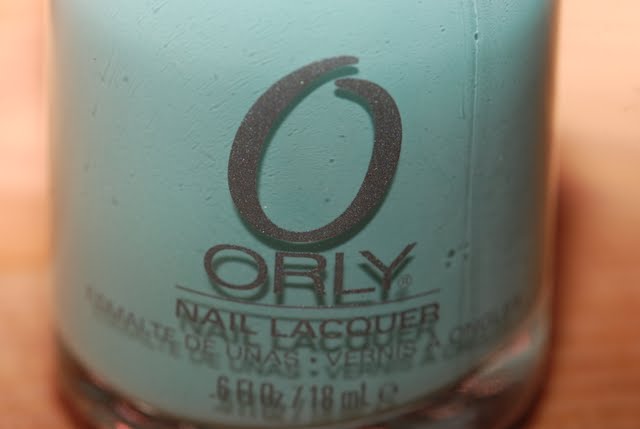 O
ORLY®
NAIL LACQUER
ESMALTE DE UÑAS • VERNIS À ONGLES
.6 fl Oz / 18 mL ℮